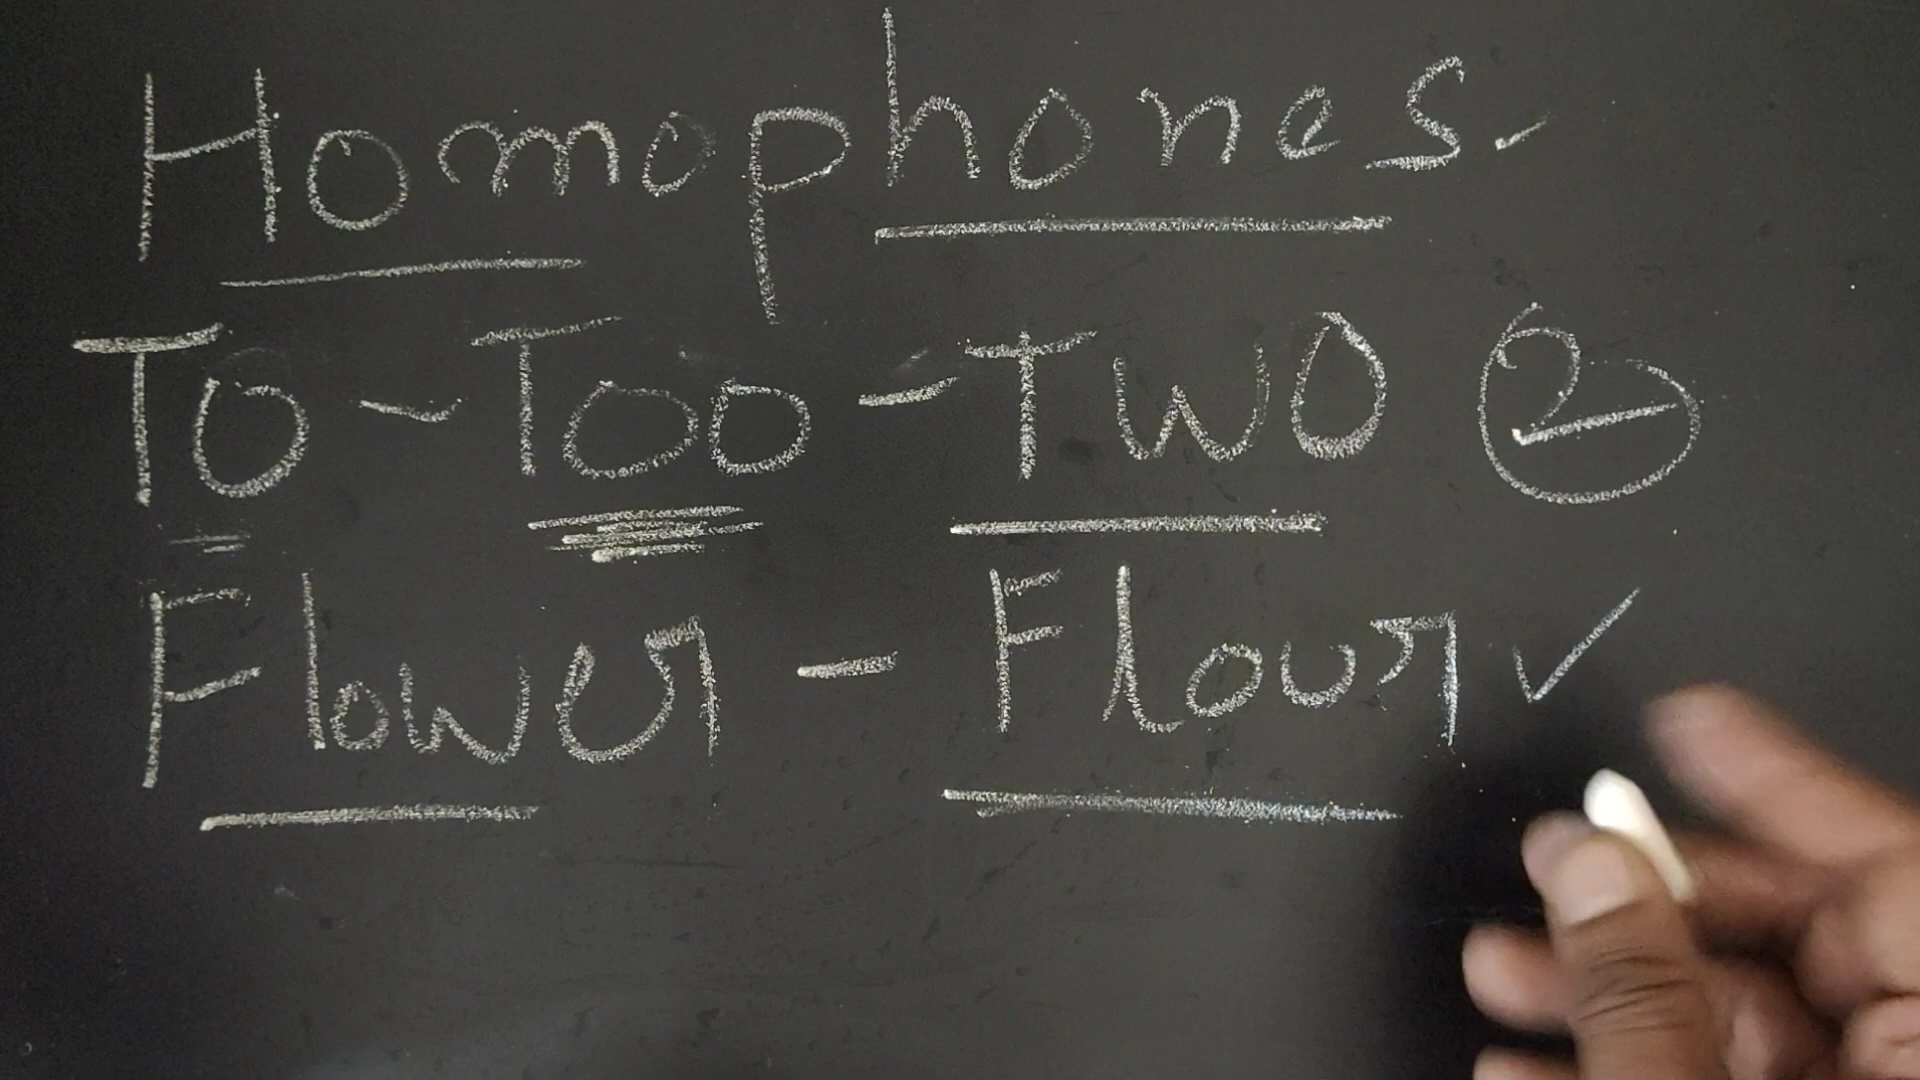 Homophones.
To - Too - Two 2
Flower - Flour ✓